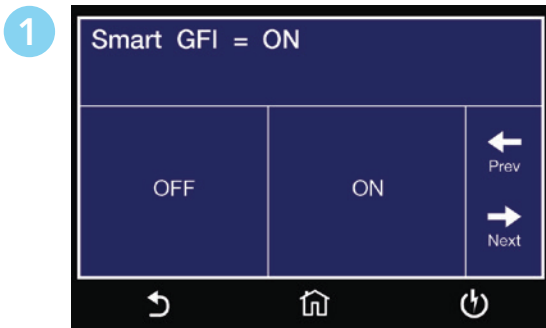 1
Smart GFI = ON
OFF
ON
Prev
Next